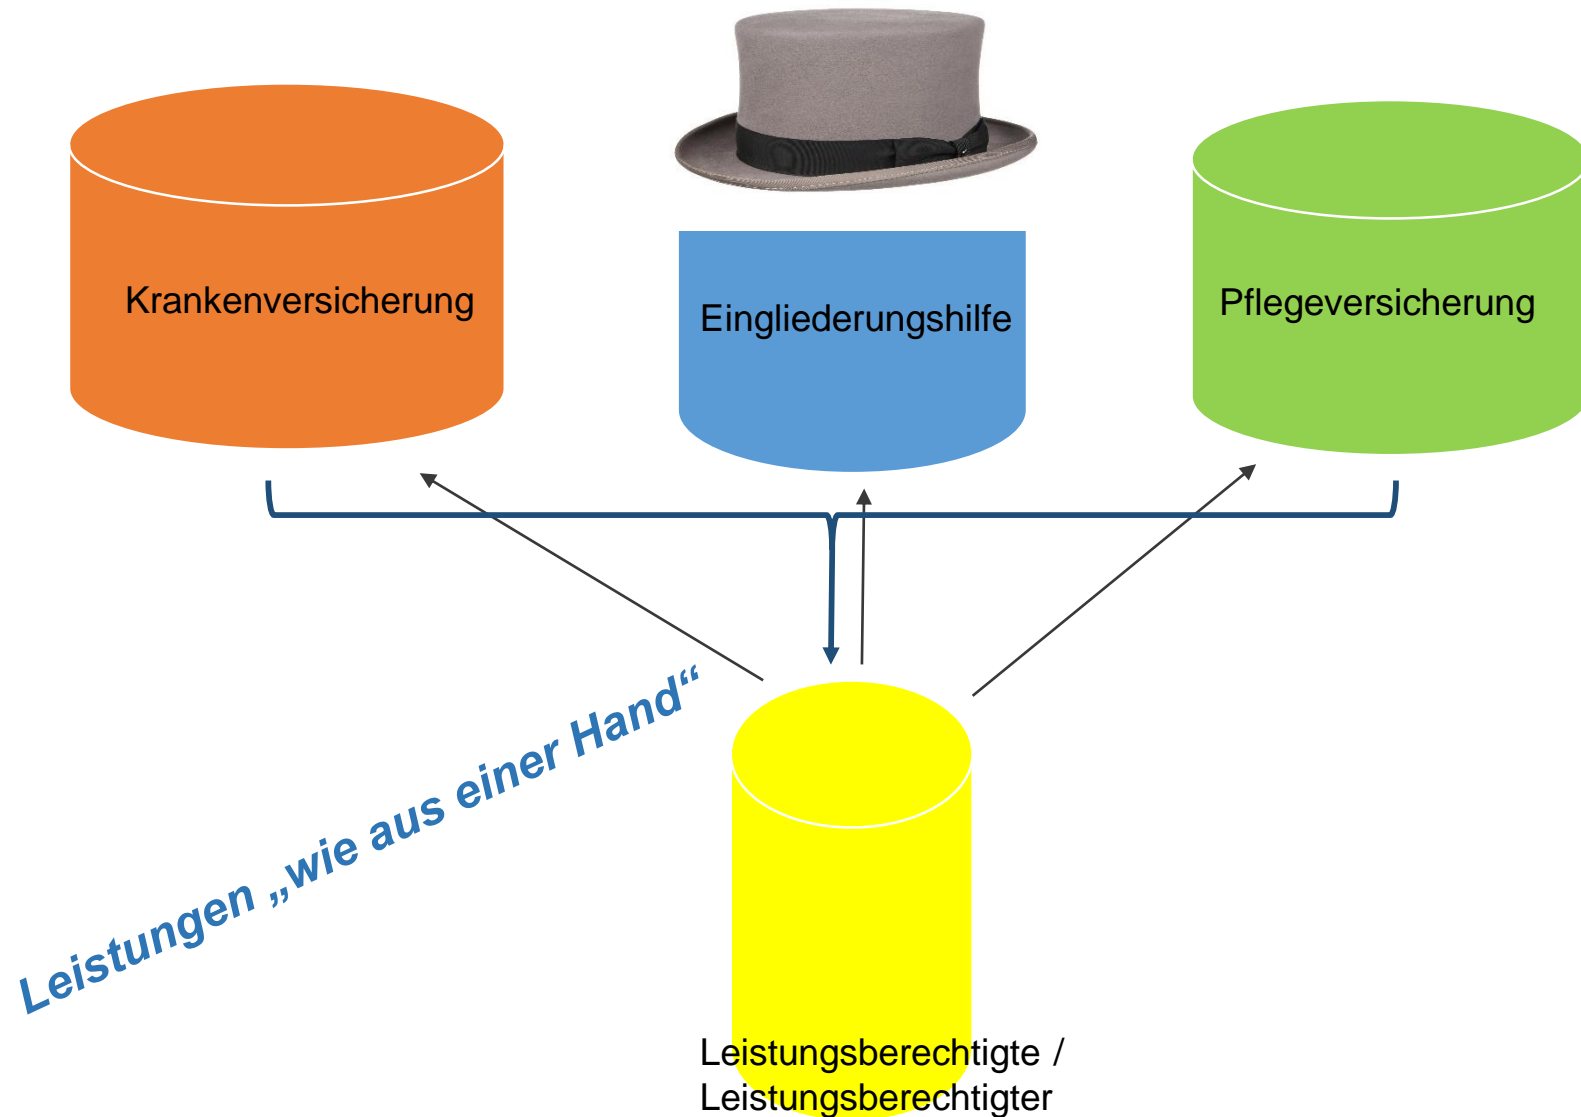 Krankenversicherung
Eingliederungshilfe
Pflegeversicherung
Leistungen „wie aus einer Hand“
Leistungsberechtigte /
Leistungsberechtigter